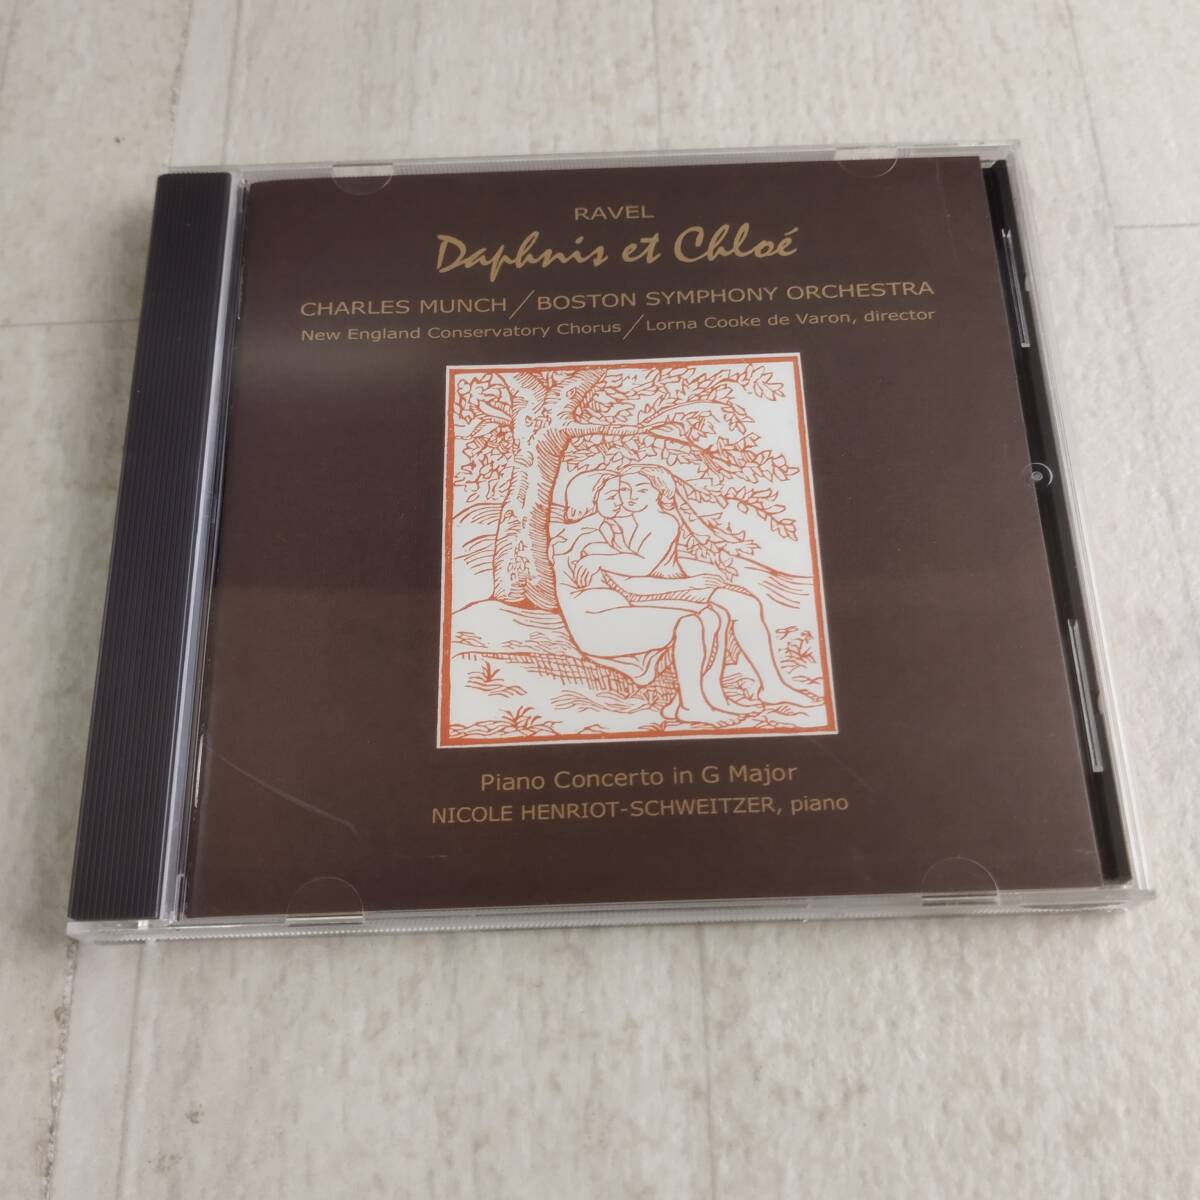 RAVEL
Daphnis et Chloé
CHARLES MUNCH / BOSTON SYMPHONY ORCHESTRA
New England Conservatory Chorus / Lorna Cooke de Varon, director
Piano Concerto in G Major
NICOLE HENRIOT-SCHWEITZER, piano